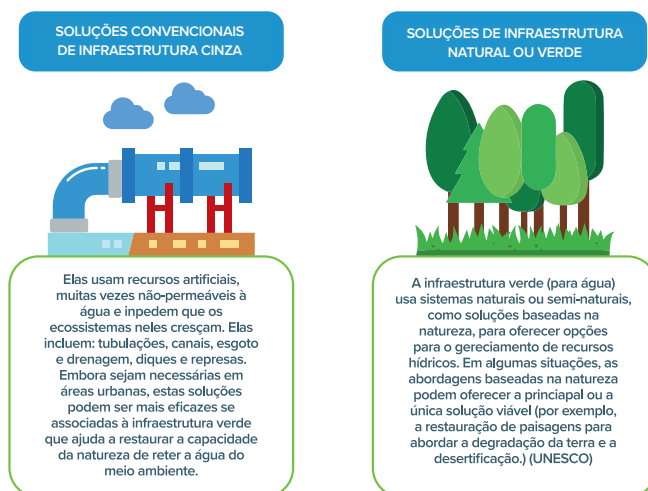 SOLUÇÕES CONVENCIONAIS
DE INFRAESTRUTURA CINZA
Elas usam recursos artificiais,
muitas vezes não-permeáveis à
água e inpedem que os
ecossistemas neles cresçam. Elas
incluem: tubulações, canais, esgoto
e drenagem, diques e represas.
Embora sejam necessárias em
áreas urbanas, estas soluções
podem ser mais eficazes se
associadas à infraestrutura verde
que ajuda a restaurar a capacidade
da natureza de reter a água do
meio ambiente.
SOLUÇÕES DE INFRAESTRUTURA
NATURAL OU VERDE
A infraestrutura verde (para água)
usa sistemas naturais ou semi-naturais,
como soluções baseadas na
natureza, para oferecer opções
para o gereciamento de recursos
hídricos. Em algumas situações, as
abordagens baseadas na natureza
podem oferecer a princiapal ou a
única solução viável (por exemplo,
a restauração de paisagens para
abordar a degradação da terra e a
desertificação.) (UNESCO)